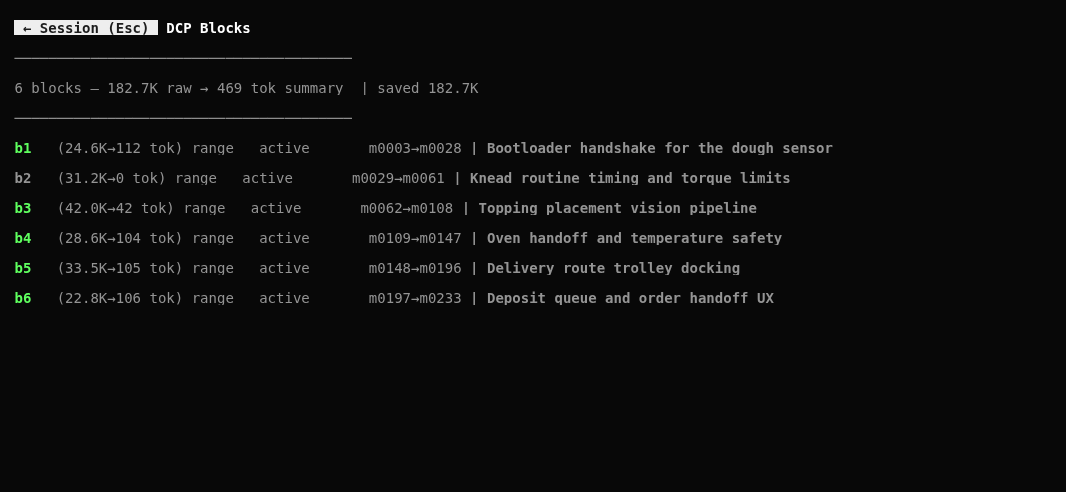 ← Session (Esc) DCP Blocks
────────────────────────────────────────
6 blocks — 182.7K raw → 469 tok summary | saved 182.7K
────────────────────────────────────────
b1 (24.6K→112 tok) range active m0003→m0028 | Bootloader handshake for the dough sensor
b2 (31.2K→0 tok) range active m0029→m0061 | Knead routine timing and torque limits
b3 (42.0K→42 tok) range active m0062→m0108 | Topping placement vision pipeline
b4 (28.6K→104 tok) range active m0109→m0147 | Oven handoff and temperature safety
b5 (33.5K→105 tok) range active m0148→m0196 | Delivery route trolley docking
b6 (22.8K→106 tok) range active m0197→m0233 | Deposit queue and order handoff UX